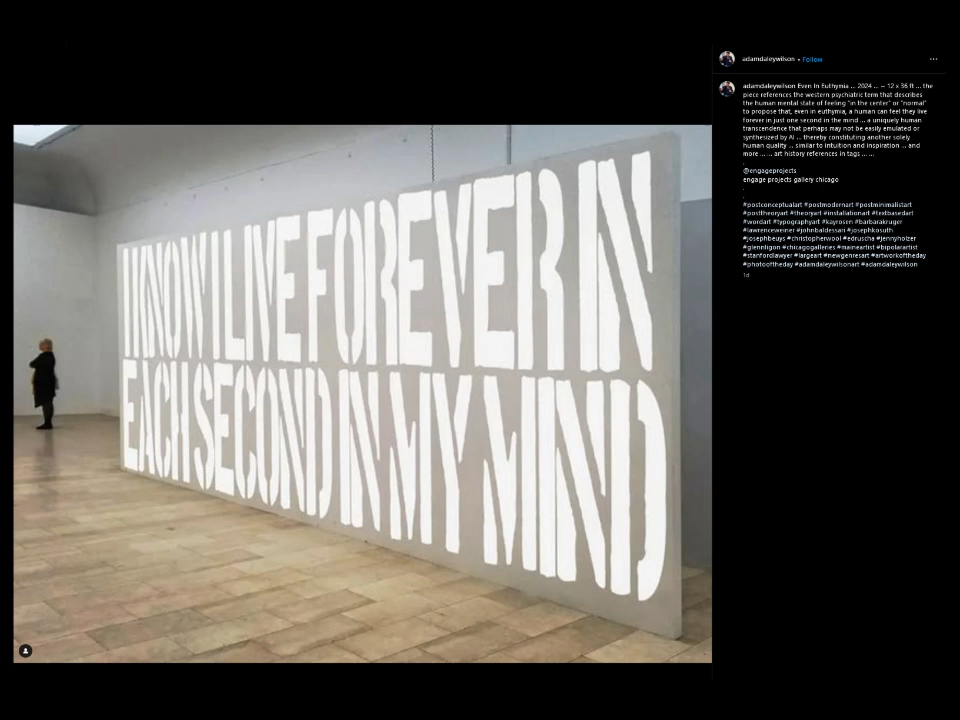 I KNOW I LIVE FOREVER IN
EACH SECOND IN MY MIND
adamdaleywilson • Follow
adamdaleywilson Even In Euthymia ... 2024 ... ~ 12 x 36 ft ... the
piece references the western psychiatric term that describes
the human mental state of feeling "in the center" or "normal"
to propose that, even in euthymia, a human can feel they live
forever in just one second in the mind ... a uniquely human
transcendence that perhaps may not be easily emulated or
synthesized by AI ... thereby constituting another solely
human quality ... similar to intuition and inspiration ... and
more ... ... art history references in tags ... ...
.
@engageprojects
engage projects gallery chicago
.
.
#postconceptualart #postmodernart #postminimalistart
#posttheoryart #theoryart #installationart #textbasedart
#wordart #typographyart #kayrosen #barbarakruger
#lawrenceweiner #johnbaldessari #josephkosuth
#josephbeuys #christopherwool #edruscha #jennyholzer
#glennligon #chicagogalleries #maineartist #bipolarartist
#stanfordlawyer #largeart #newgenresart #artworkoftheday
#photooftheday #adamdaleywilsonart #adamdaleywilson
1d